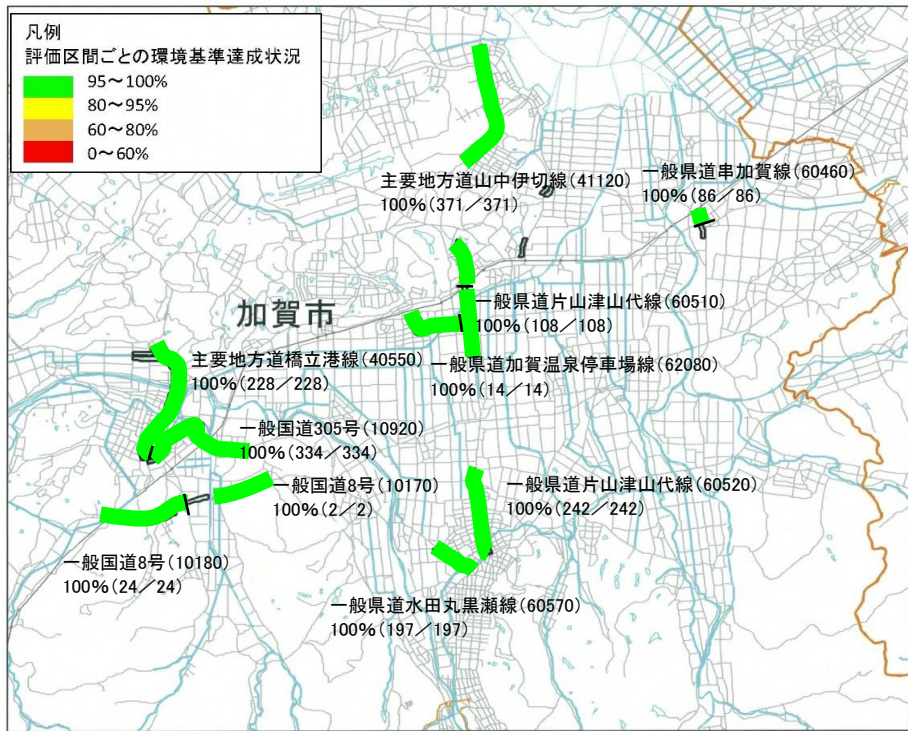 凡例
評価区間ごとの環境基準達成状況
95～100%
80～95%
60～80%
0～60%
主要地方道山中伊切線(41120)
100%(371／371)
一般県道串加賀線(60460)
100%(86／86)
加賀市
一般県道片山津山代線(60510)
100%(108／108)
主要地方道橋立港線(40550)
100%(228／228)
一般県道加賀温泉停車場線(62080)
100%(14／14)
一般国道305号(10920)
100%(334／334)
一般国道8号(10170)
100%(2／2)
一般県道片山津山代線(60520)
100%(242／242)
一般国道8号(10180)
100%(24／24)
一般県道水田丸黒瀬線(60570)
100%(197／197)